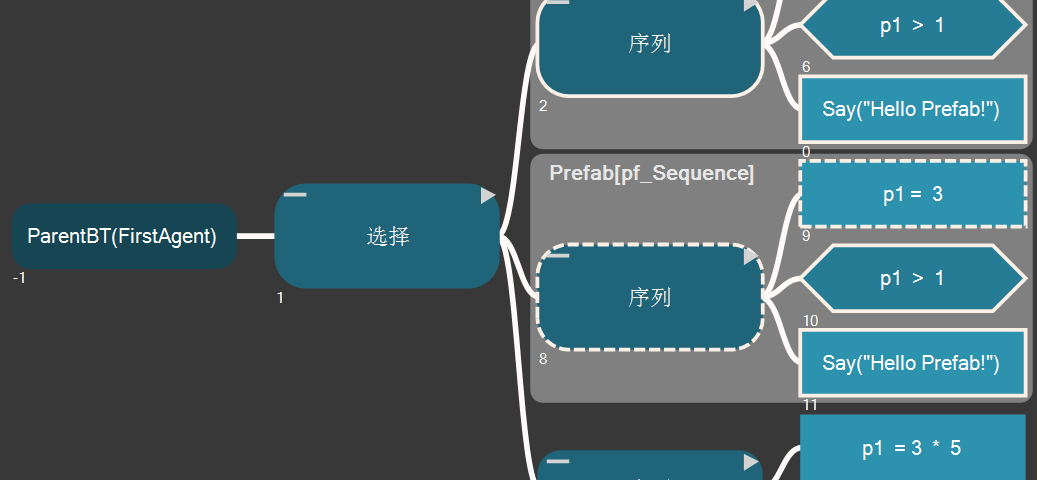 序列
2
p1 > 1
6
Say("Hello Prefab!")
0
Prefab[pf_Sequence]
p1 = 3
9
ParentBT(FirstAgent)
-1
选择
1
序列
8
p1 > 1
10
Say("Hello Prefab!")
11
p1 = 3 * 5